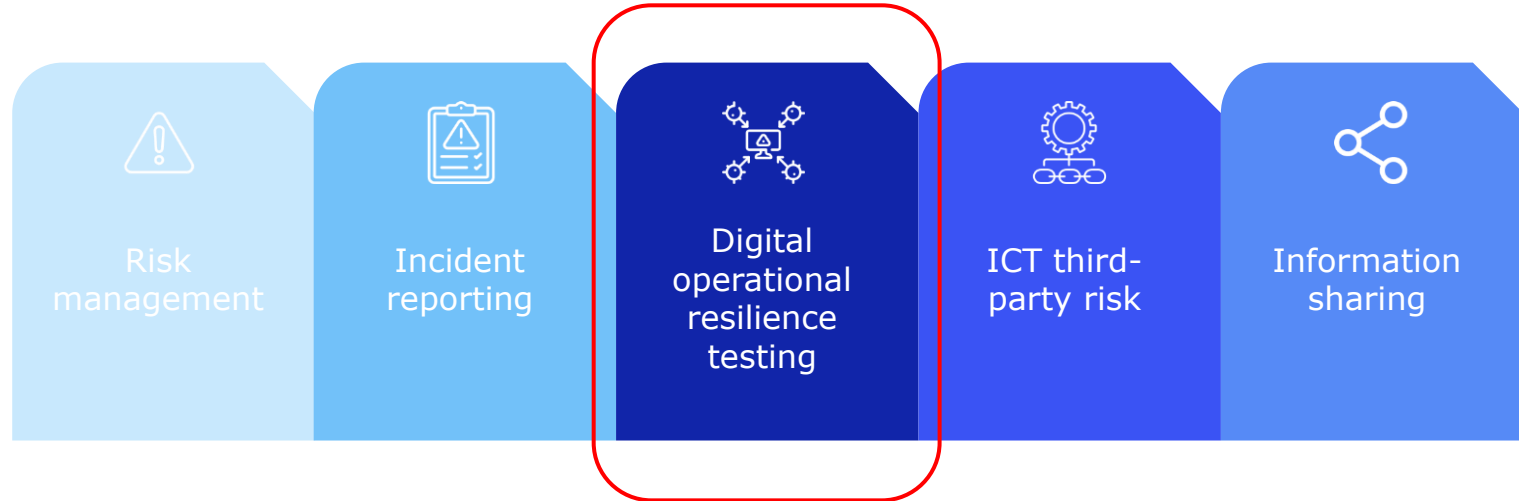 Risk
management
Incident
reporting
Digital
operational
resilience
testing
ICT third-
party risk
Information
sharing